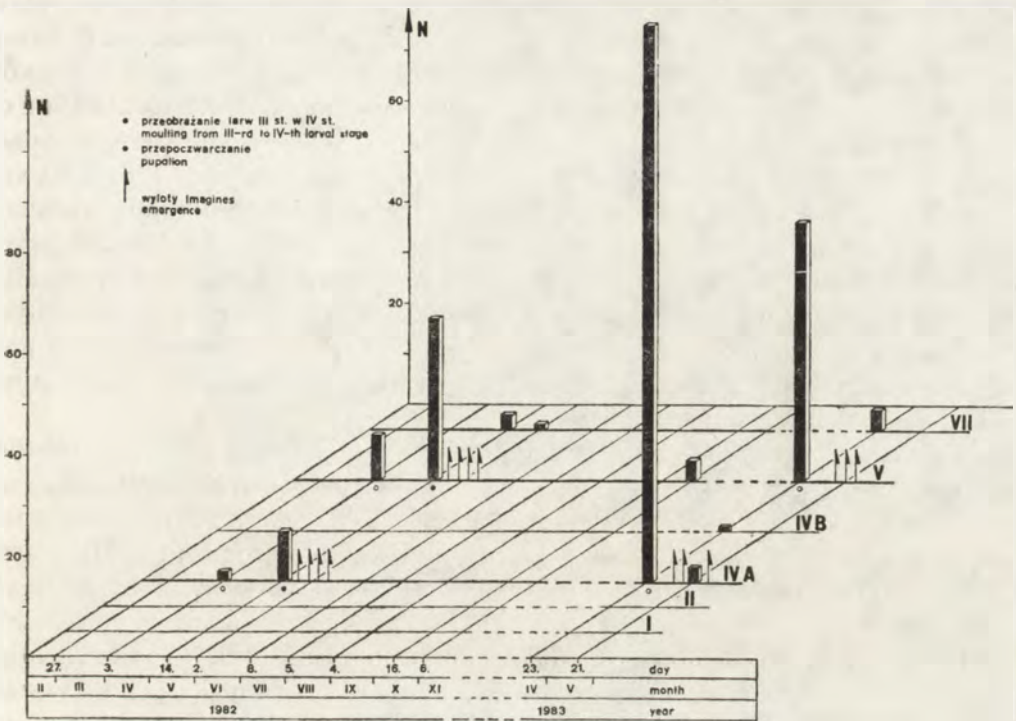 N
60
40
20
N
80
60
40
20
• przeobrażanie larw III st. w IV st.
moulting from III-rd to IV-th larval stage
• przepoczwarczanie
pupation
wyloty imagines
emergence
VII
V
IV B
IV A
II
I
27. 3. 14. 2. 8. 5. 4. 16. 6. 23. 21. day
II III IV V VI VII VIII IX X XI IV V month
1982 1983 year